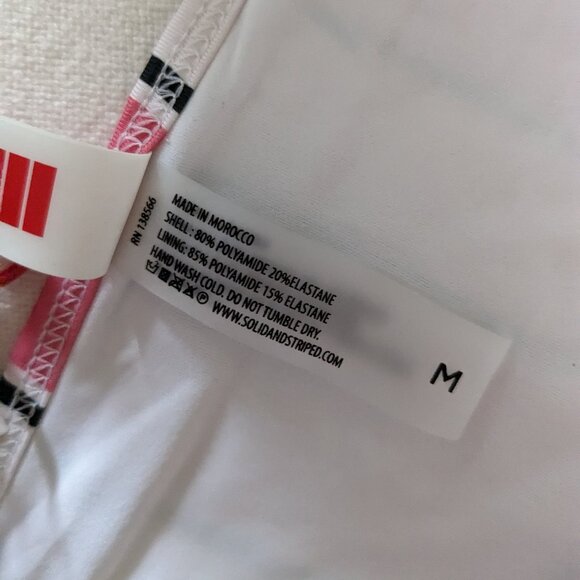 RN 138566
MADE IN MOROCCO
SHELL : 80% POLYAMIDE 20%ELASTANE
LINING: 85% POLYAMIDE 15% ELASTANE
HAND WASH COLD. DO NOT TUMBLE DRY.
WWW.SOLIDANDSTRIPED.COM
M